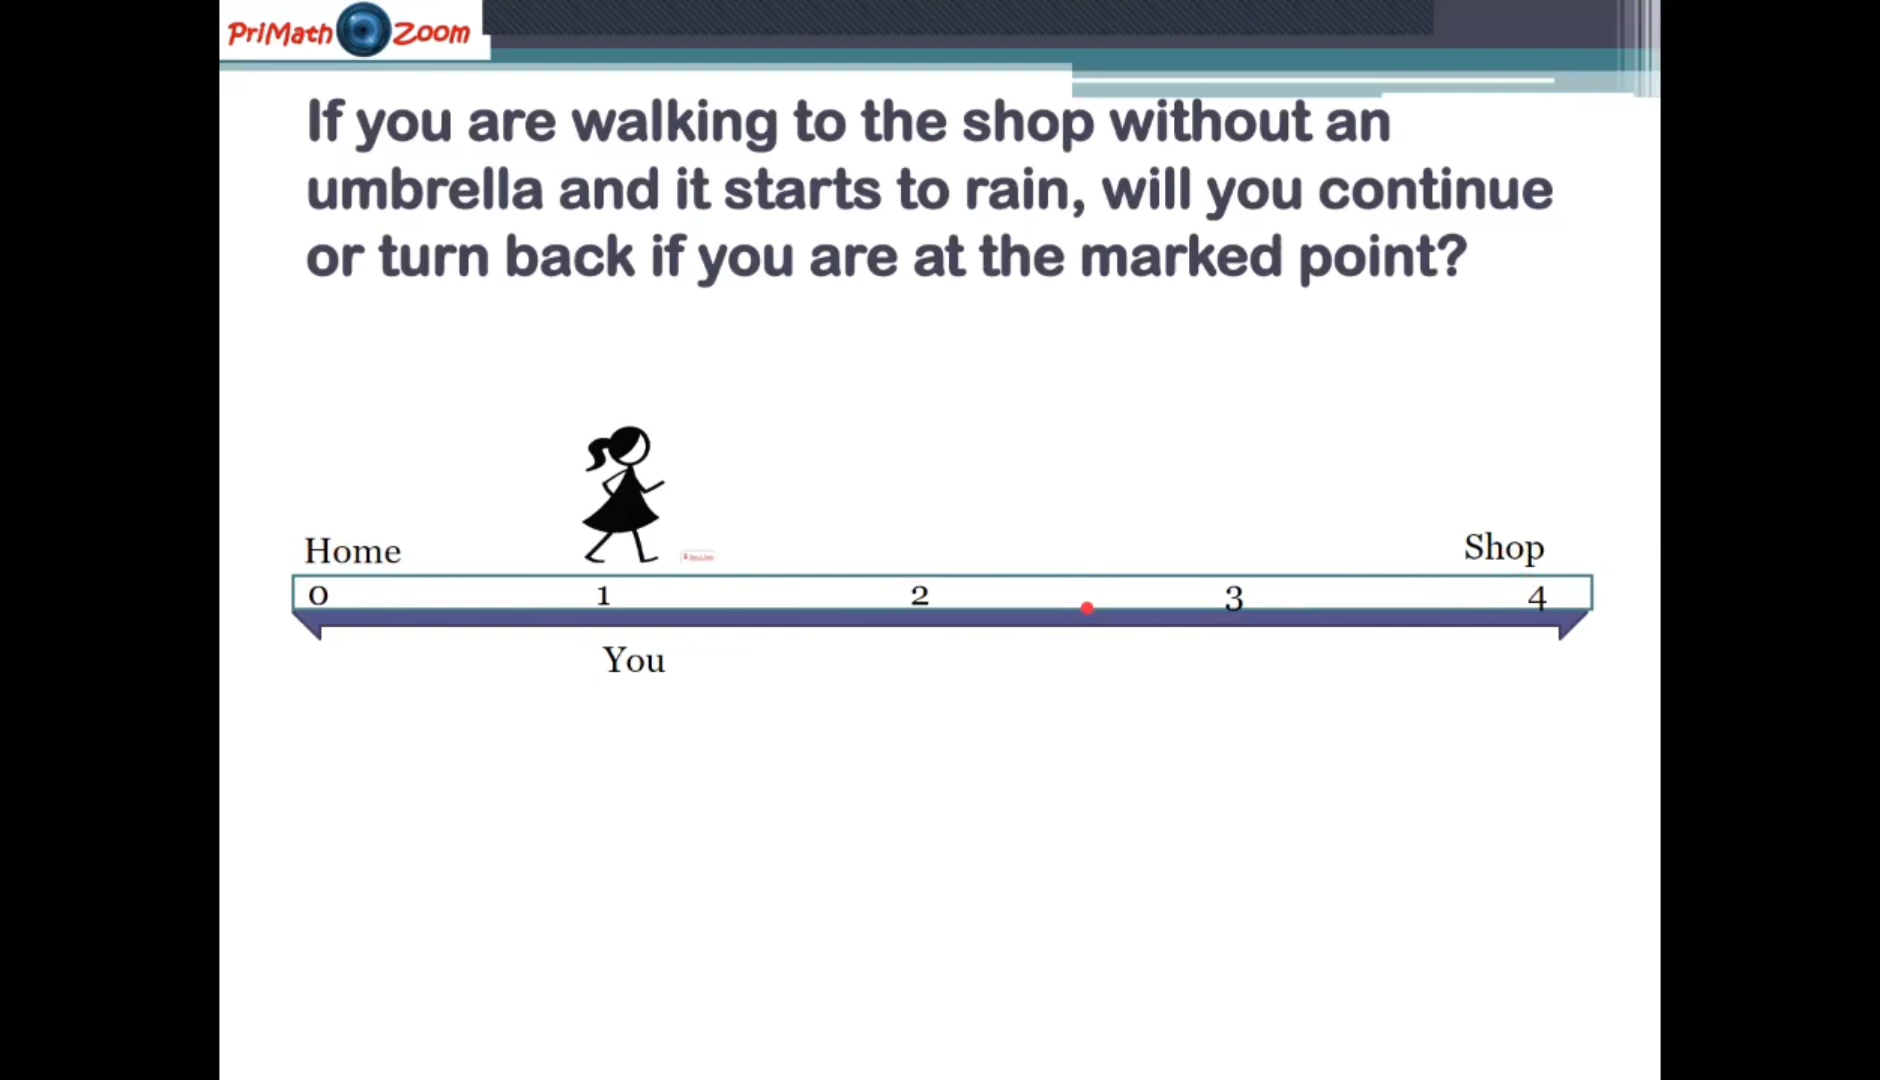 PriMath Zoom
If you are walking to the shop without an
umbrella and it starts to rain, will you continue
or turn back if you are at the marked point?
Home
Shop
0 1 2 3 4
You